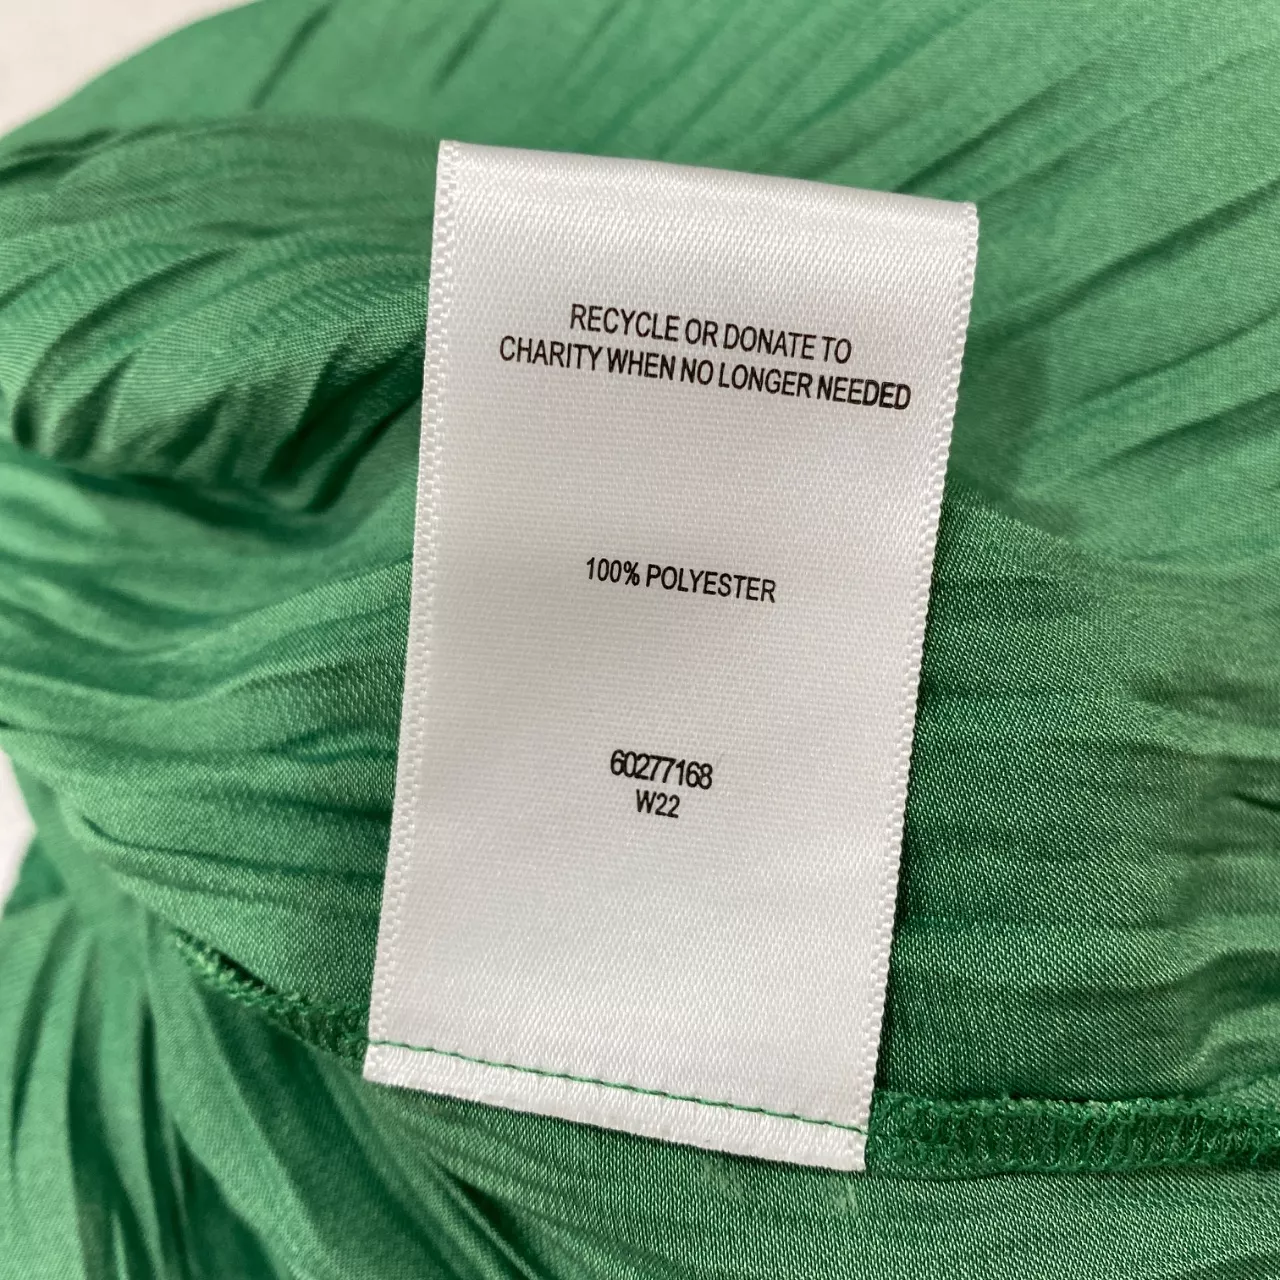 RECYCLE OR DONATE TO
CHARITY WHEN NO LONGER NEEDED
100% POLYESTER
60277168
W22